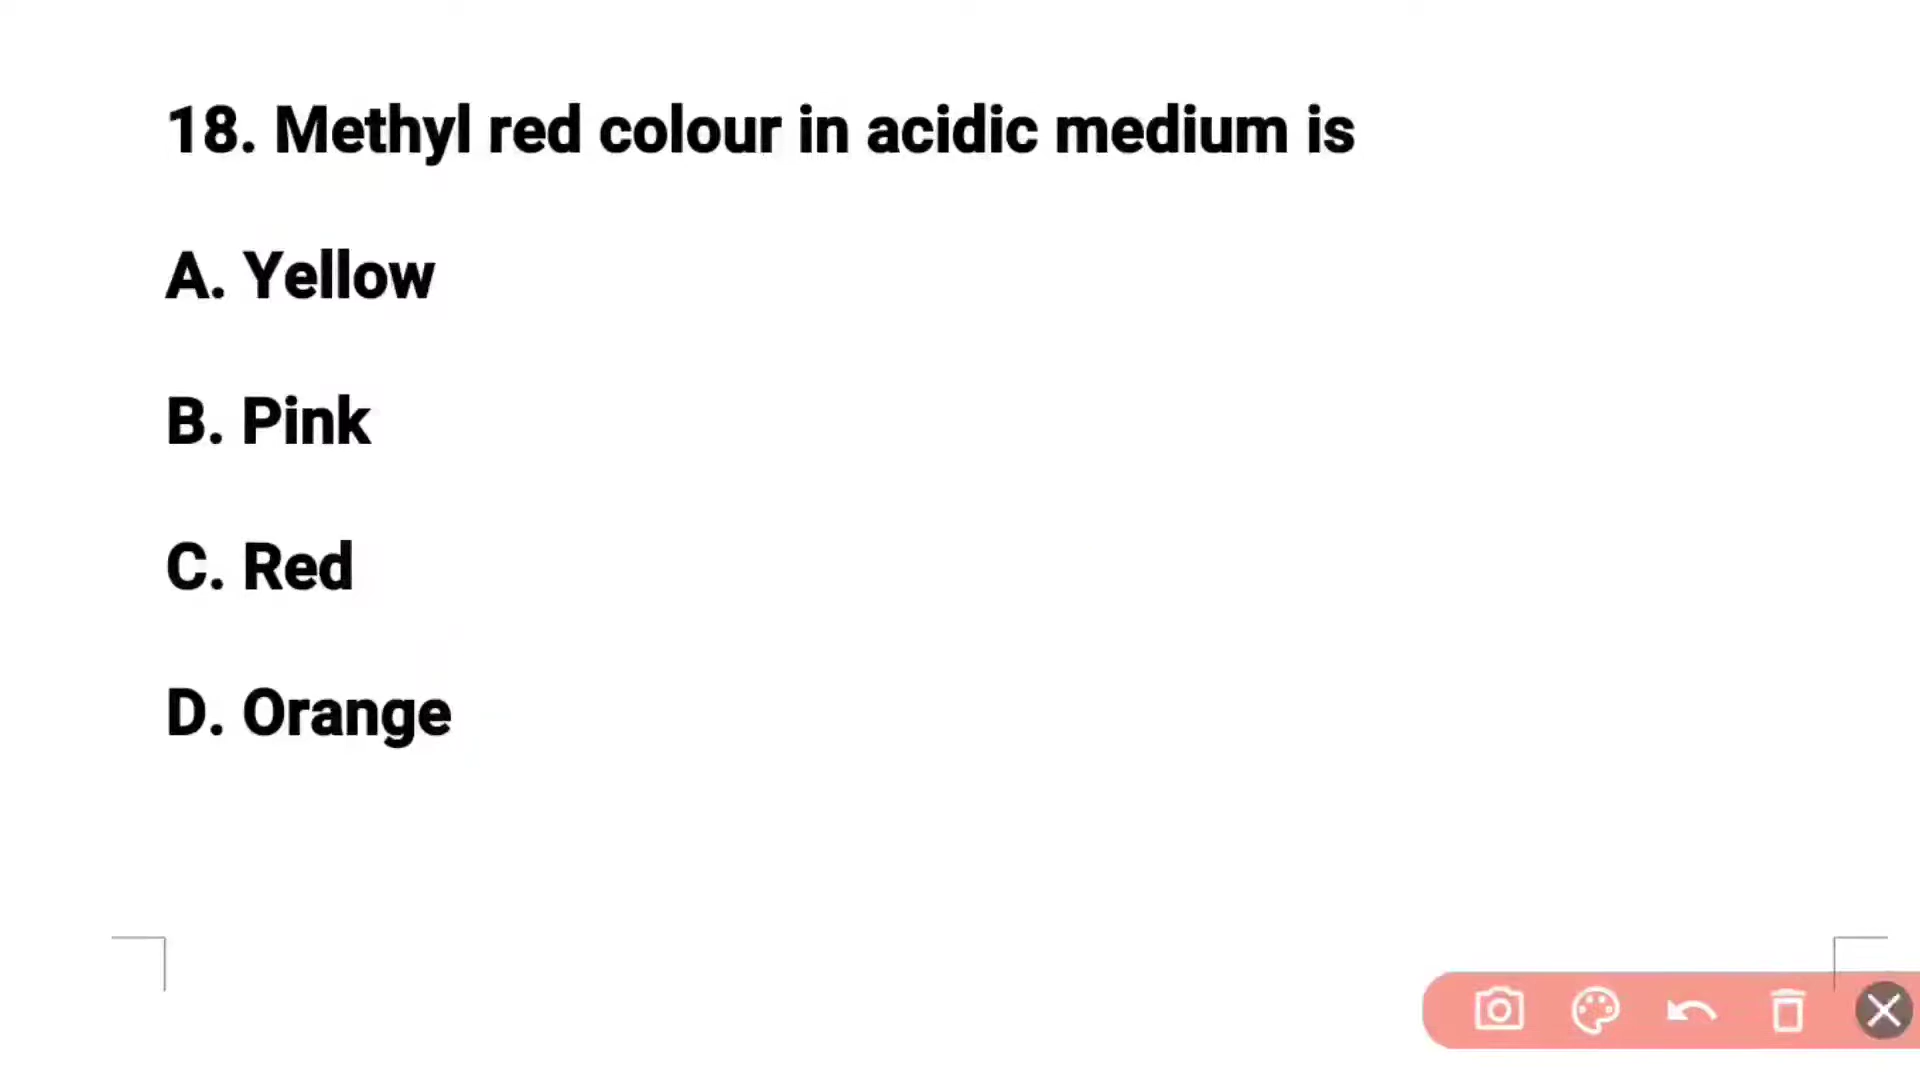 18. Methyl red colour in acidic medium is
A. Yellow
B. Pink
C. Red
D. Orange